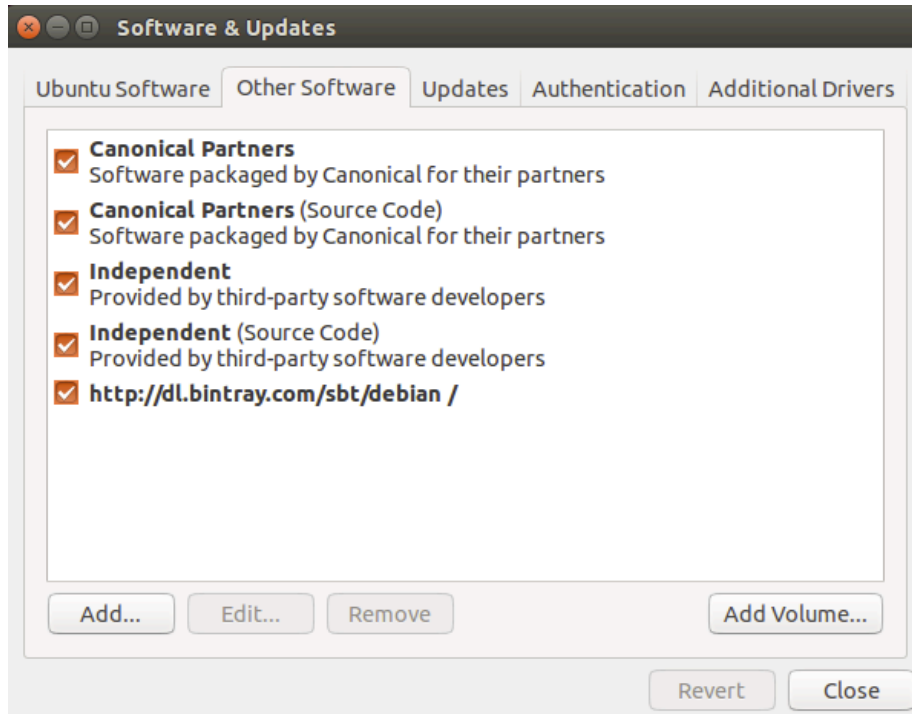 Software & Updates
Ubuntu Software Other Software Updates Authentication Additional Drivers
Canonical Partners
Software packaged by Canonical for their partners
Canonical Partners (Source Code)
Software packaged by Canonical for their partners
Independent
Provided by third-party software developers
Independent (Source Code)
Provided by third-party software developers
http://dl.bintray.com/sbt/debian /
Add... Edit... Remove Add Volume...
Revert Close